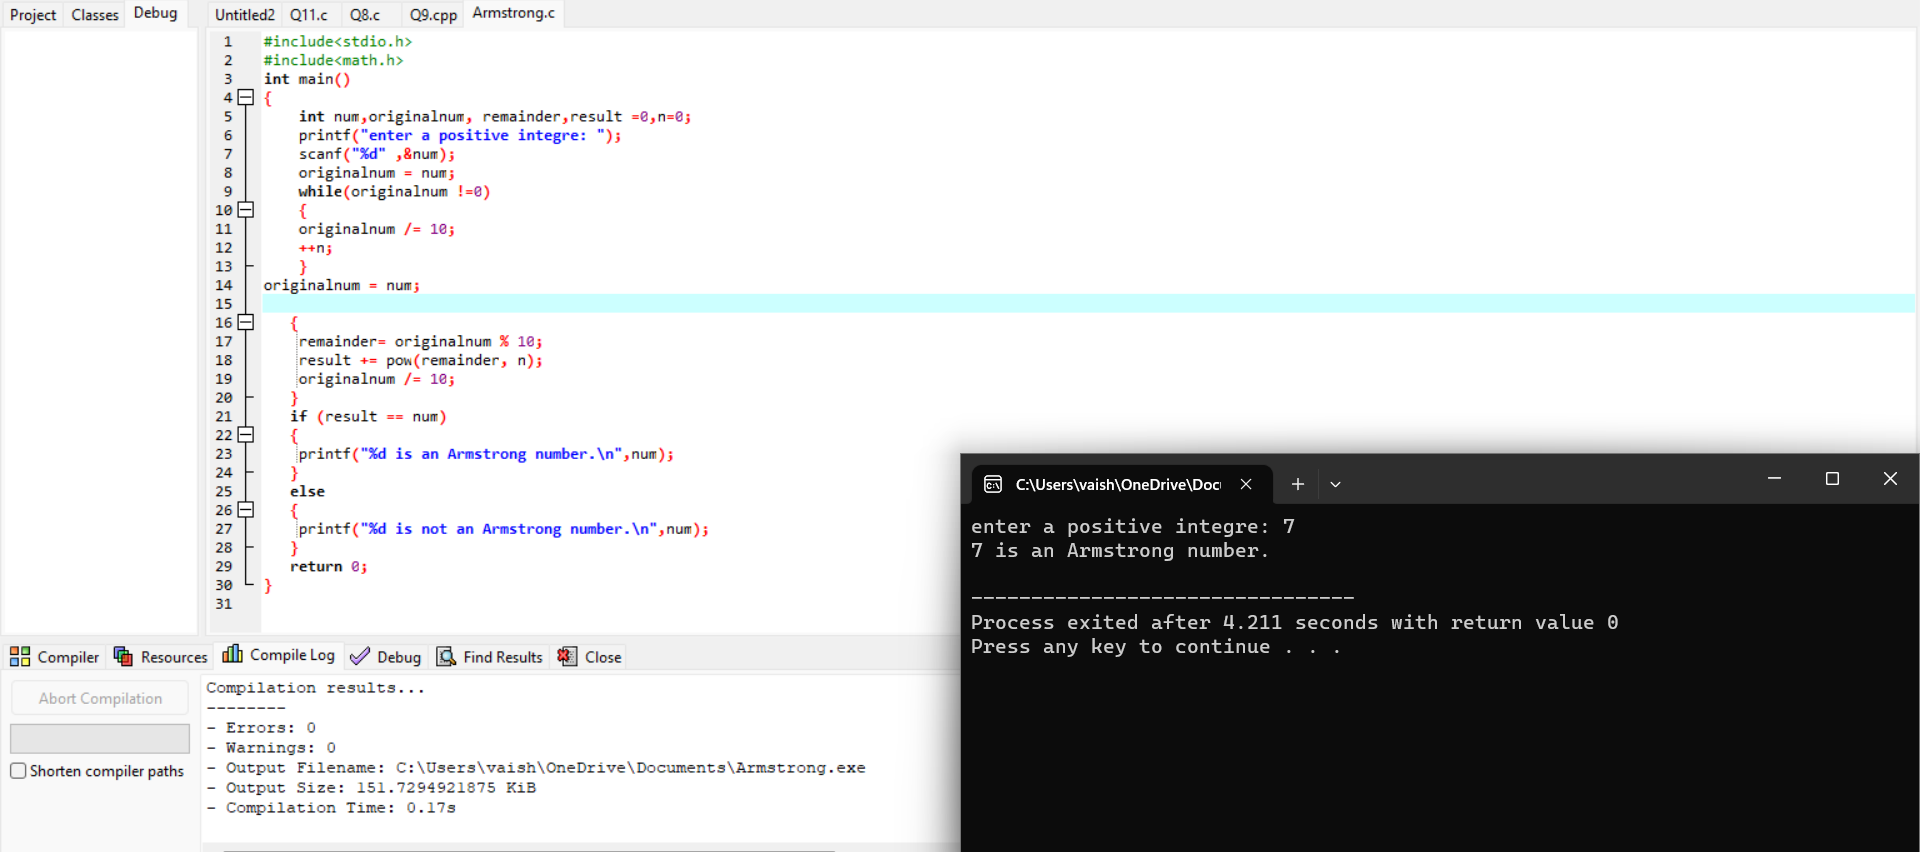 Project Classes Debug
Untitled2 Q11.c Q8.c Q9.cpp Armstrong.c
1 #include<stdio.h>
2 #include<math.h>
3 int main()
4 {
5 int num,originalnum, remainder,result =0,n=0;
6 printf("enter a positive integre: ");
7 scanf("%d" ,&num);
8 originalnum = num;
9 while(originalnum !=0)
10 {
11 originalnum /= 10;
12 ++n;
13 }
14 originalnum = num;
15
16 {
17 remainder= originalnum % 10;
18 result += pow(remainder, n);
19 originalnum /= 10;
20 }
21 if (result == num)
22 {
23 printf("%d is an Armstrong number.\n",num);
24 }
25 else
26 {
27 printf("%d is not an Armstrong number.\n",num);
28 }
29 return 0;
30 }
31
Compiler Resources Compile Log Debug Find Results Close
Abort Compilation
Shorten compiler paths
Compilation results...
--------
- Errors: 0
- Warnings: 0
- Output Filename: C:\Users\vaish\OneDrive\Documents\Armstrong.exe
- Output Size: 151.7294921875 KiB
- Compilation Time: 0.17s
C:\Users\vaish\OneDrive\Doc
enter a positive integre: 7
7 is an Armstrong number.
--------------------------------
Process exited after 4.211 seconds with return value 0
Press any key to continue . . .